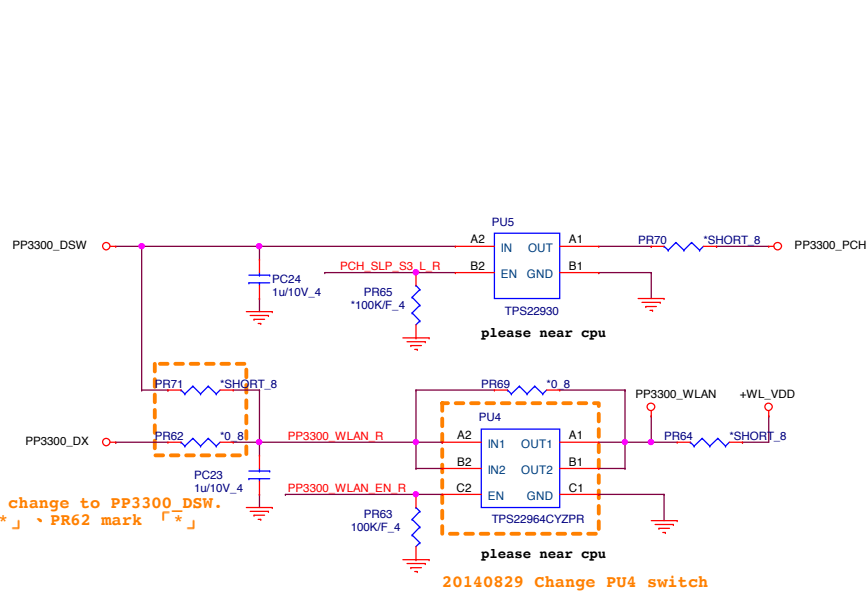 PU5
PP3300_DSW
A2 IN OUT A1
PR70 *SHORT_8
PP3300_PCH
PCH_SLP_S3_L_R
B2 EN GND B1
PC24
1u/10V_4
PR65
*100K/F_4
TPS22930
please near cpu
PR71 *SHORT_8
PR69 *0_8
PP3300_WLAN
+WL_VDD
PU4
PP3300_DX
PR62 *0_8
PP3300_WLAN_R
A2 IN1 OUT1 A1
PR64 *SHORT_8
B2 IN2 OUT2 B1
PC23
1u/10V_4
PP3300_WLAN_EN_R
C2 EN GND C1
change to PP3300_DSW.
*」、PR62 mark 「*」
PR63
100K/F_4
TPS22964CYZPR
please near cpu
20140829 Change PU4 switch